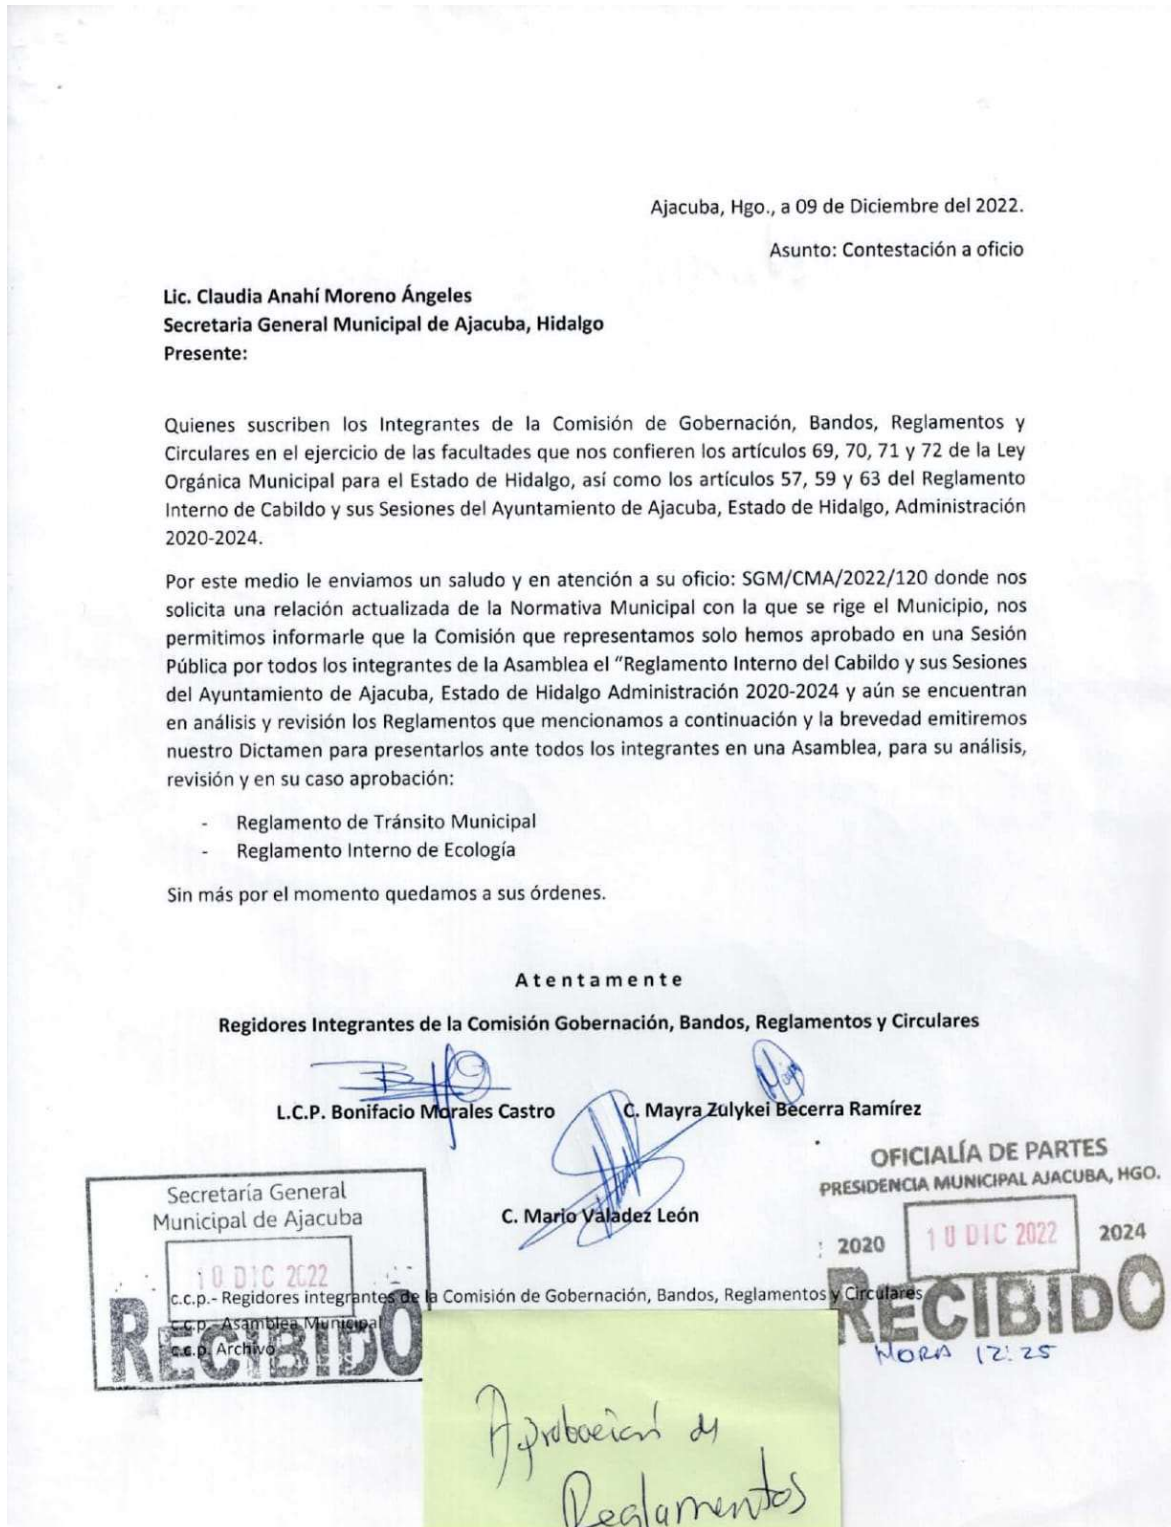 Ajacuba, Hgo., a 09 de Diciembre del 2022.
Asunto: Contestación a oficio
Lic. Claudia Anahí Moreno Ángeles
Secretaria General Municipal de Ajacuba, Hidalgo
Presente:
Quienes suscriben los Integrantes de la Comisión de Gobernación, Bandos, Reglamentos y
Circulares en el ejercicio de las facultades que nos confieren los artículos 69, 70, 71 y 72 de la Ley
Orgánica Municipal para el Estado de Hidalgo, así como los artículos 57, 59 y 63 del Reglamento
Interno de Cabildo y sus Sesiones del Ayuntamiento de Ajacuba, Estado de Hidalgo, Administración
2020-2024.
Por este medio le enviamos un saludo y en atención a su oficio: SGM/CMA/2022/120 donde nos
solicita una relación actualizada de la Normativa Municipal con la que se rige el Municipio, nos
permitimos informarle que la Comisión que representamos solo hemos aprobado en una Sesión
Pública por todos los integrantes de la Asamblea el “Reglamento Interno del Cabildo y sus Sesiones
del Ayuntamiento de Ajacuba, Estado de Hidalgo Administración 2020-2024 y aún se encuentran
en análisis y revisión los Reglamentos que mencionamos a continuación y la brevedad emitiremos
nuestro Dictamen para presentarlos ante todos los integrantes en una Asamblea, para su análisis,
revisión y en su caso aprobación:
- Reglamento de Tránsito Municipal
- Reglamento Interno de Ecología
Sin más por el momento quedamos a sus órdenes.
Atentamente
Regidores Integrantes de la Comisión Gobernación, Bandos, Reglamentos y Circulares
L.C.P. Bonifacio Morales Castro C. Mayra Zulykei Becerra Ramírez
C. Mario Valadez León
Secretaría General
Municipal de Ajacuba
10 DIC 2022
RECIBIDO
OFICIALÍA DE PARTES
PRESIDENCIA MUNICIPAL AJACUBA, HGO.
2020 10 DIC 2022 2024
RECIBIDO
HORA 12:25
c.c.p.- Regidores integrantes de la Comisión de Gobernación, Bandos, Reglamentos y Circulares
c.c.p.- Asamblea Municipal
c.c.p. Archivo
Aprobación de
Reglamentos